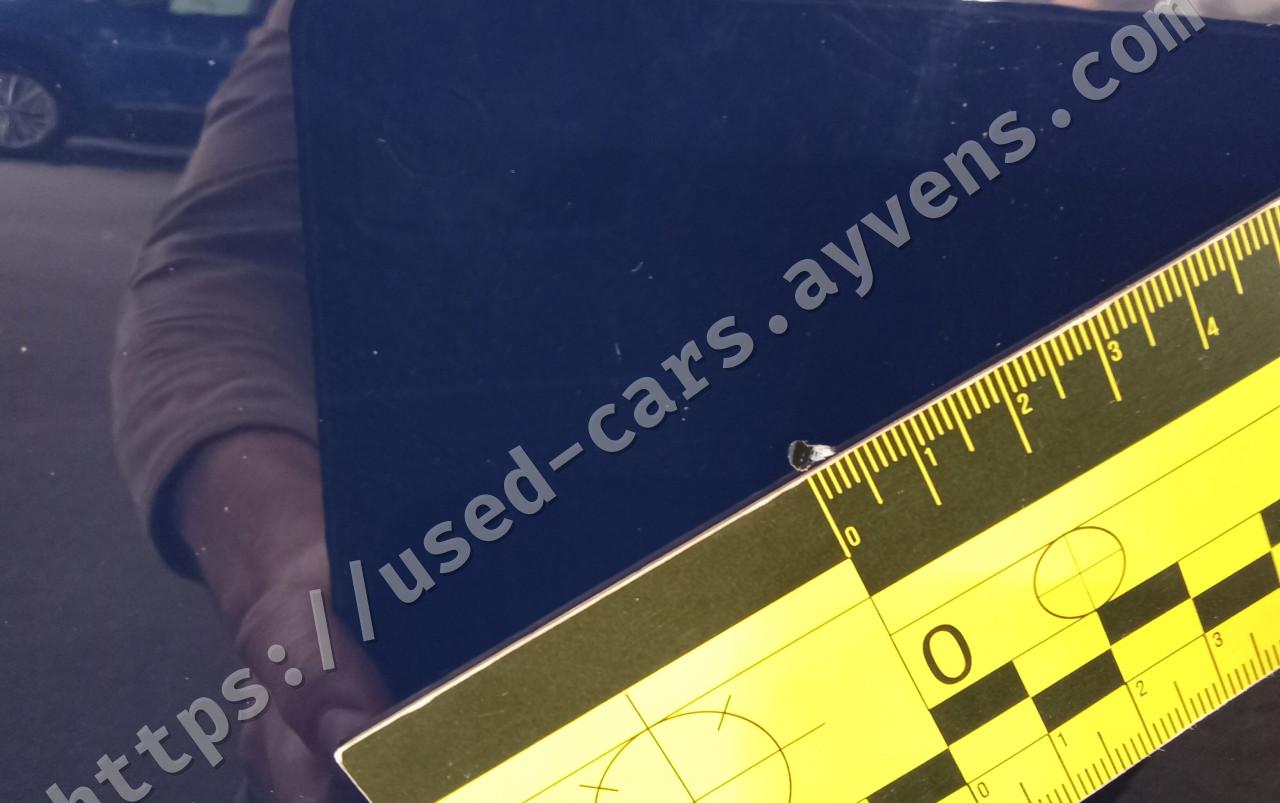 https://used-cars.ayvens.com
0 1 2 3 4
0
0 1 2 3